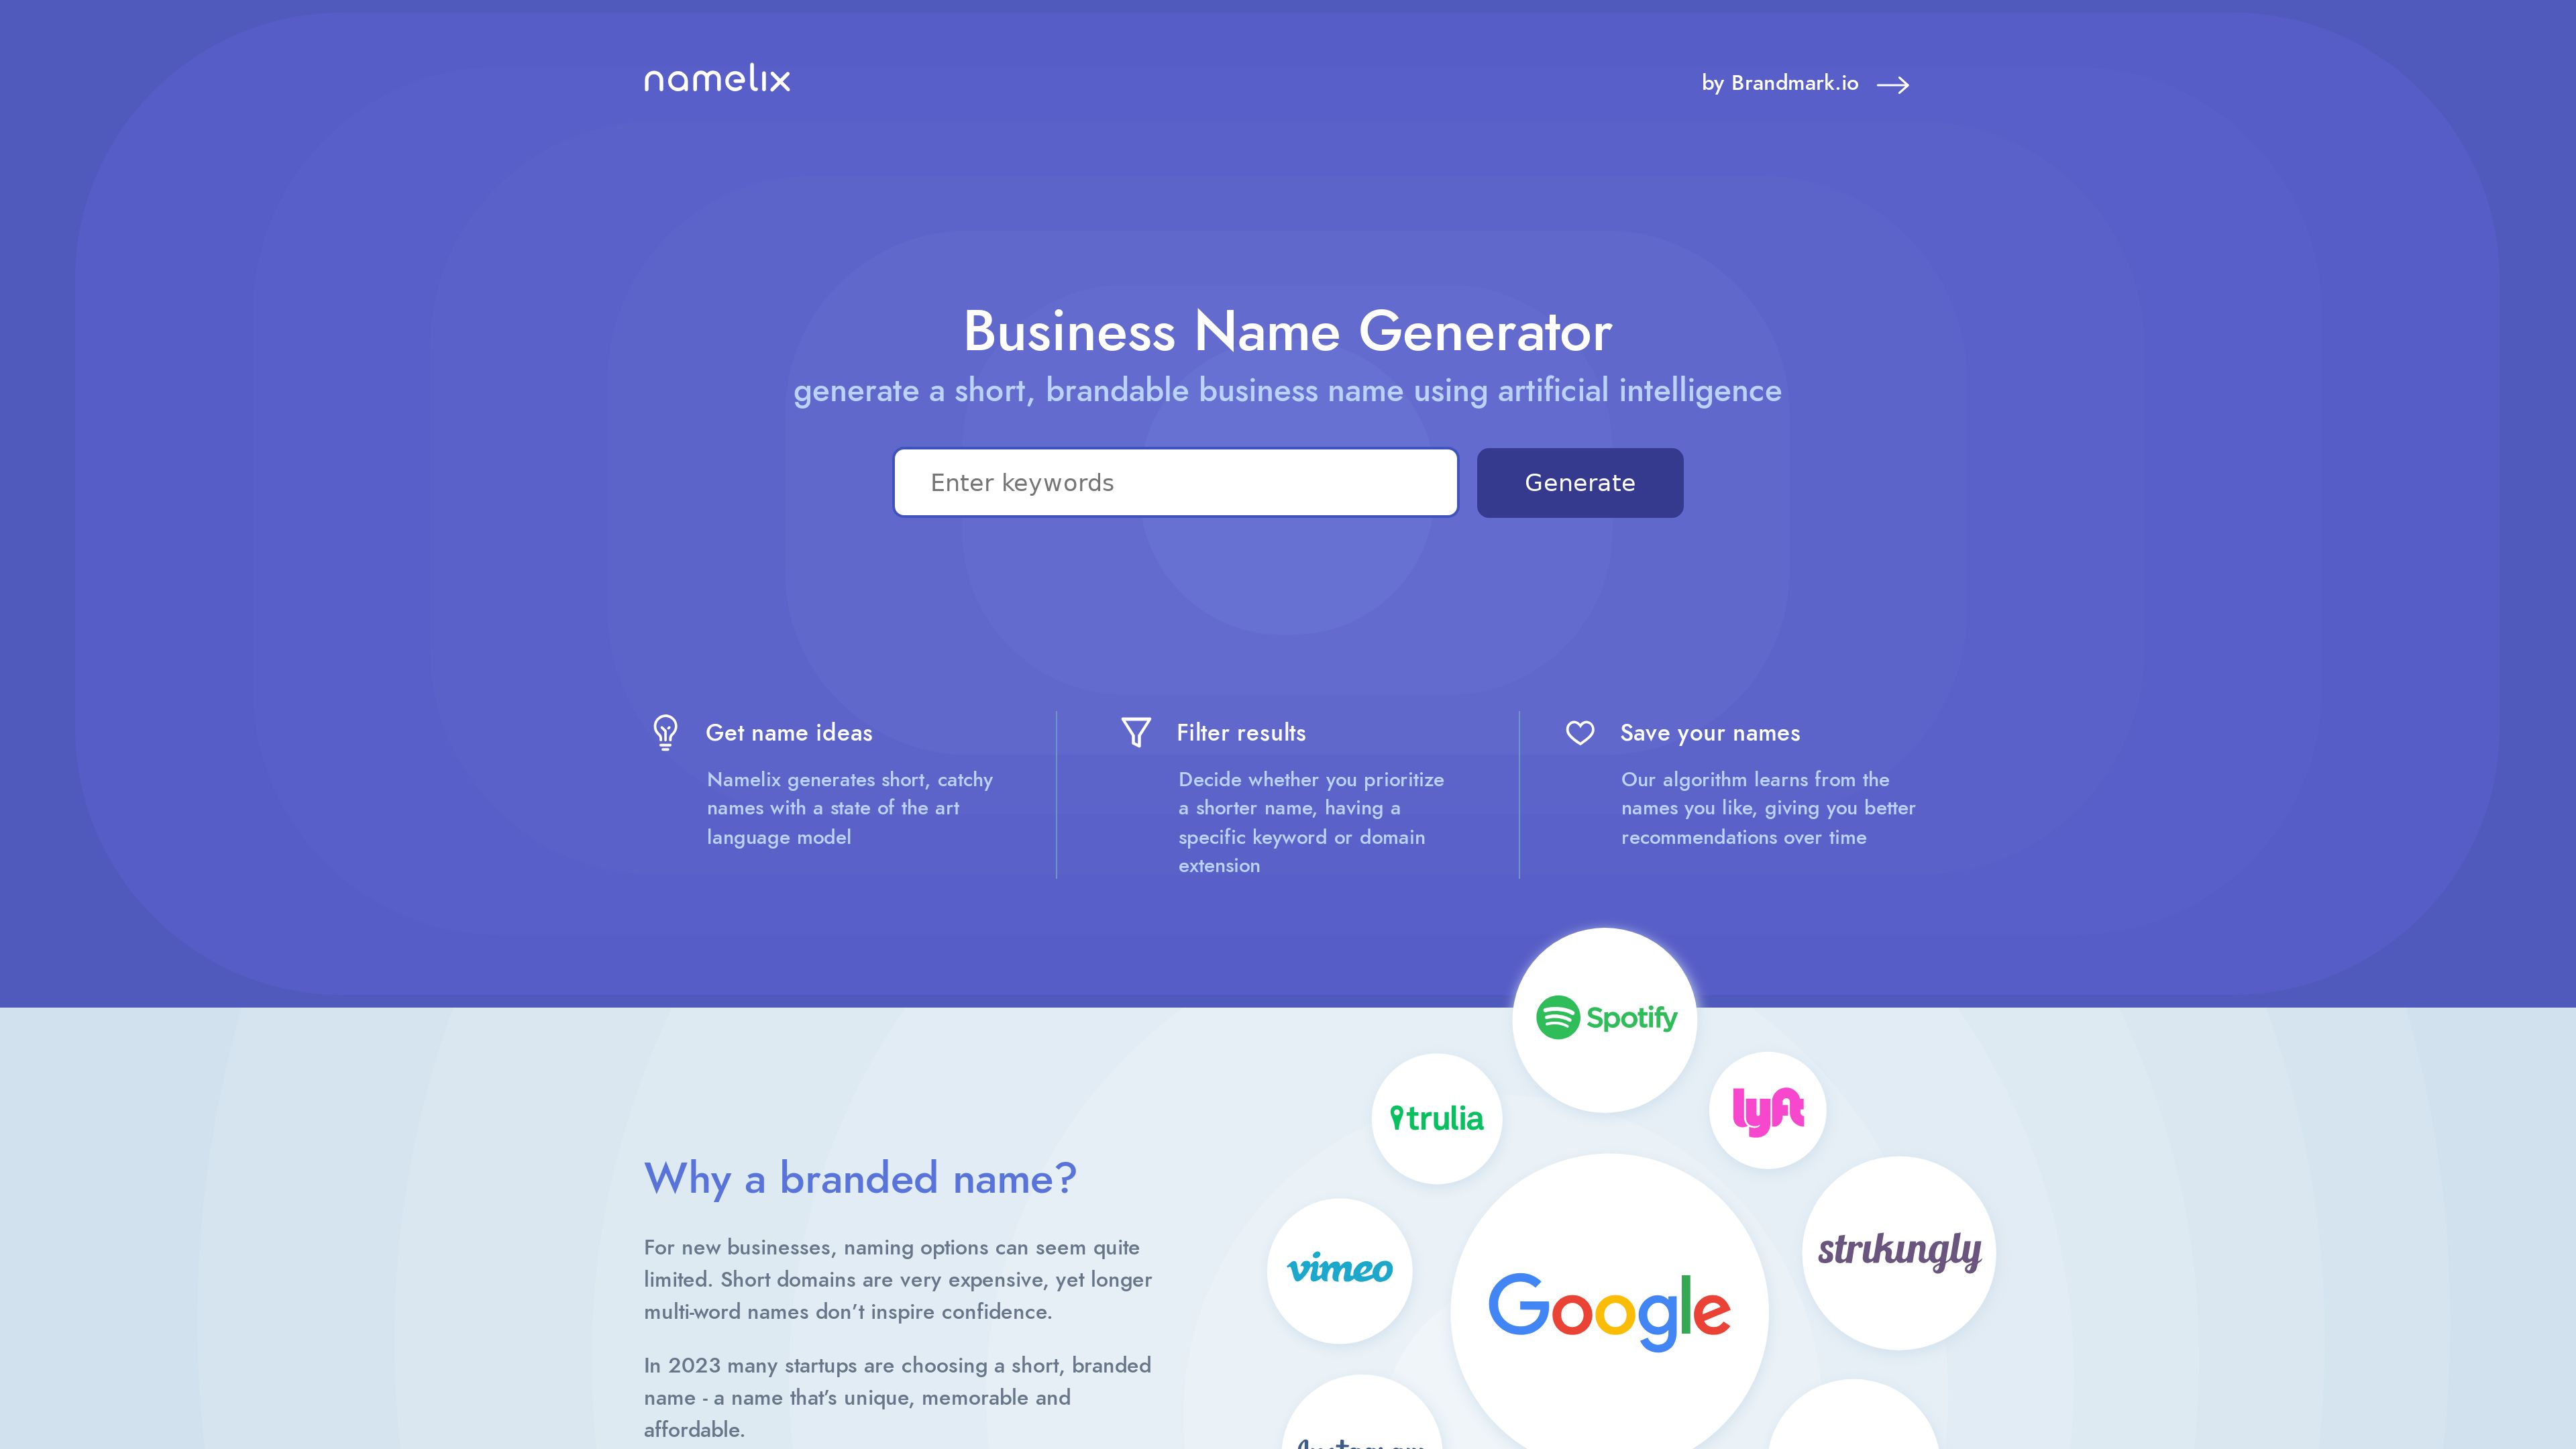 namelix
by Brandmark.io
Business Name Generator
generate a short, brandable business name using artificial intelligence
Enter keywords
Generate
Get name ideas
Namelix generates short, catchy
names with a state of the art
language model
Filter results
Decide whether you prioritize
a shorter name, having a
specific keyword or domain
extension
Save your names
Our algorithm learns from the
names you like, giving you better
recommendations over time
Spotify
trulia
lyft
Why a branded name?
For new businesses, naming options can seem quite
limited. Short domains are very expensive, yet longer
multi-word names don't inspire confidence.
In 2023 many startups are choosing a short, branded
name - a name that's unique, memorable and
affordable.
vimeo
Google
strikingly
Instagram